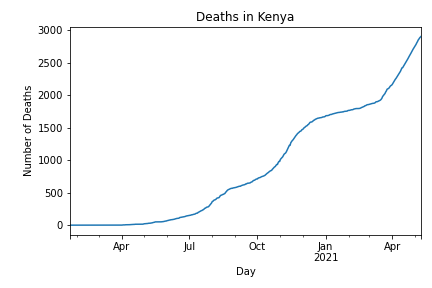 Deaths in Kenya
3000
2500
2000
1500
1000
500
0
Number of Deaths
Apr
Jul
Oct
Jan
2021
Apr
Day